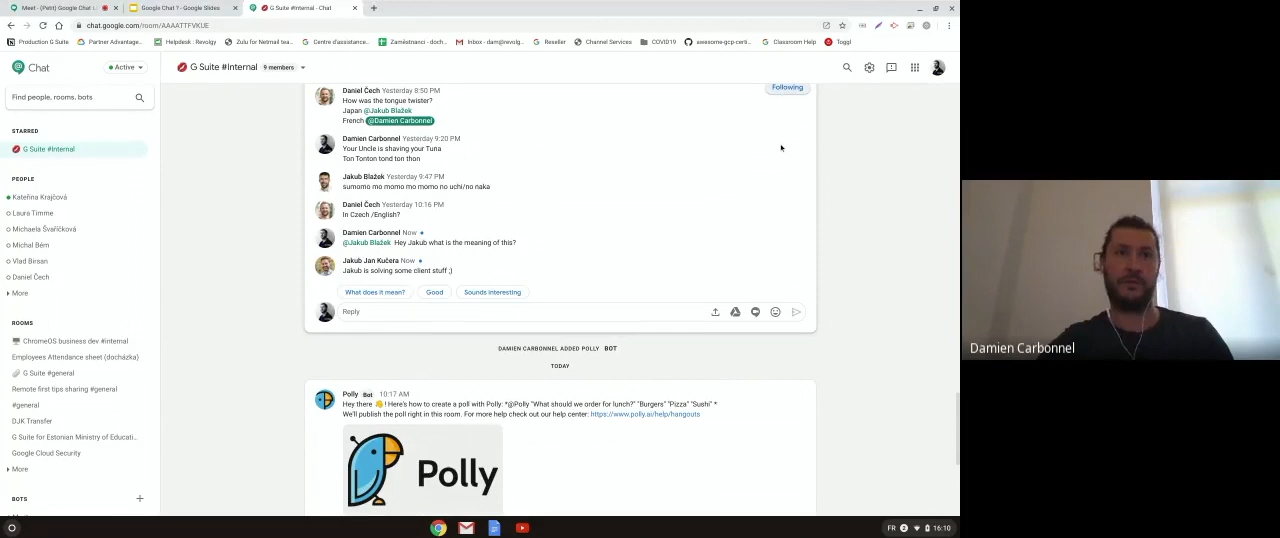 Meet - (Petit) Google Chat L
Google Chat ? - Google Slides
G Suite #Internal - Chat
chat.google.com/room/AAAATTFVKUE
Production G Suite
Partner Advantage...
Helpdesk : Revolgy
Zulu for Netmail tea...
Centre d'assistance...
Zaměstnanci - doch...
Inbox - dam@revolg...
Reseller
Channel Services
COVID19
awesome-gcp-certi...
Classroom Help
Toggl
Chat
Active
G Suite #Internal 9 members
Find people, rooms, bots
STARRED
G Suite #Internal
PEOPLE
Kateřina Krajčová
Laura Timme
Michaela Švaříčková
Michal Bém
Vlad Birsan
Daniel Čech
More
ROOMS
ChromeOS business dev #internal
Employees Attendance sheet (docházka)
G Suite #general
Remote first tips sharing #general
#general
DJK Transfer
G Suite for Estonian Ministry of Educati...
Google Cloud Security
More
BOTS
Following
Daniel Čech Yesterday 8:50 PM
How was the tongue twister?
Japan @Jakub Blažek
French @Damien Carbonnel
Damien Carbonnel Yesterday 9:20 PM
Your Uncle is shaving your Tuna
Ton Tonton tond ton thon
Jakub Blažek Yesterday 9:47 PM
sumomo mo momo mo momo no uchi/no naka
Daniel Čech Yesterday 10:16 PM
In Czech /English?
Damien Carbonnel Now
@Jakub Blažek Hey Jakub what is the meaning of this?
Jakub Jan Kučera Now
Jakub is solving some client stuff ;)
What does it mean?
Good
Sounds interesting
Reply
DAMIEN CARBONNEL ADDED POLLY BOT
TODAY
Polly Bot 10:17 AM
Hey there 👋! Here's how to create a poll with Polly: *@Polly "What should we order for lunch?" "Burgers" "Pizza" "Sushi" *
We'll publish the poll right in this room. For more help check out our help center: https://www.polly.ai/help/hangouts
Polly
FR 2 16:10
Damien Carbonnel